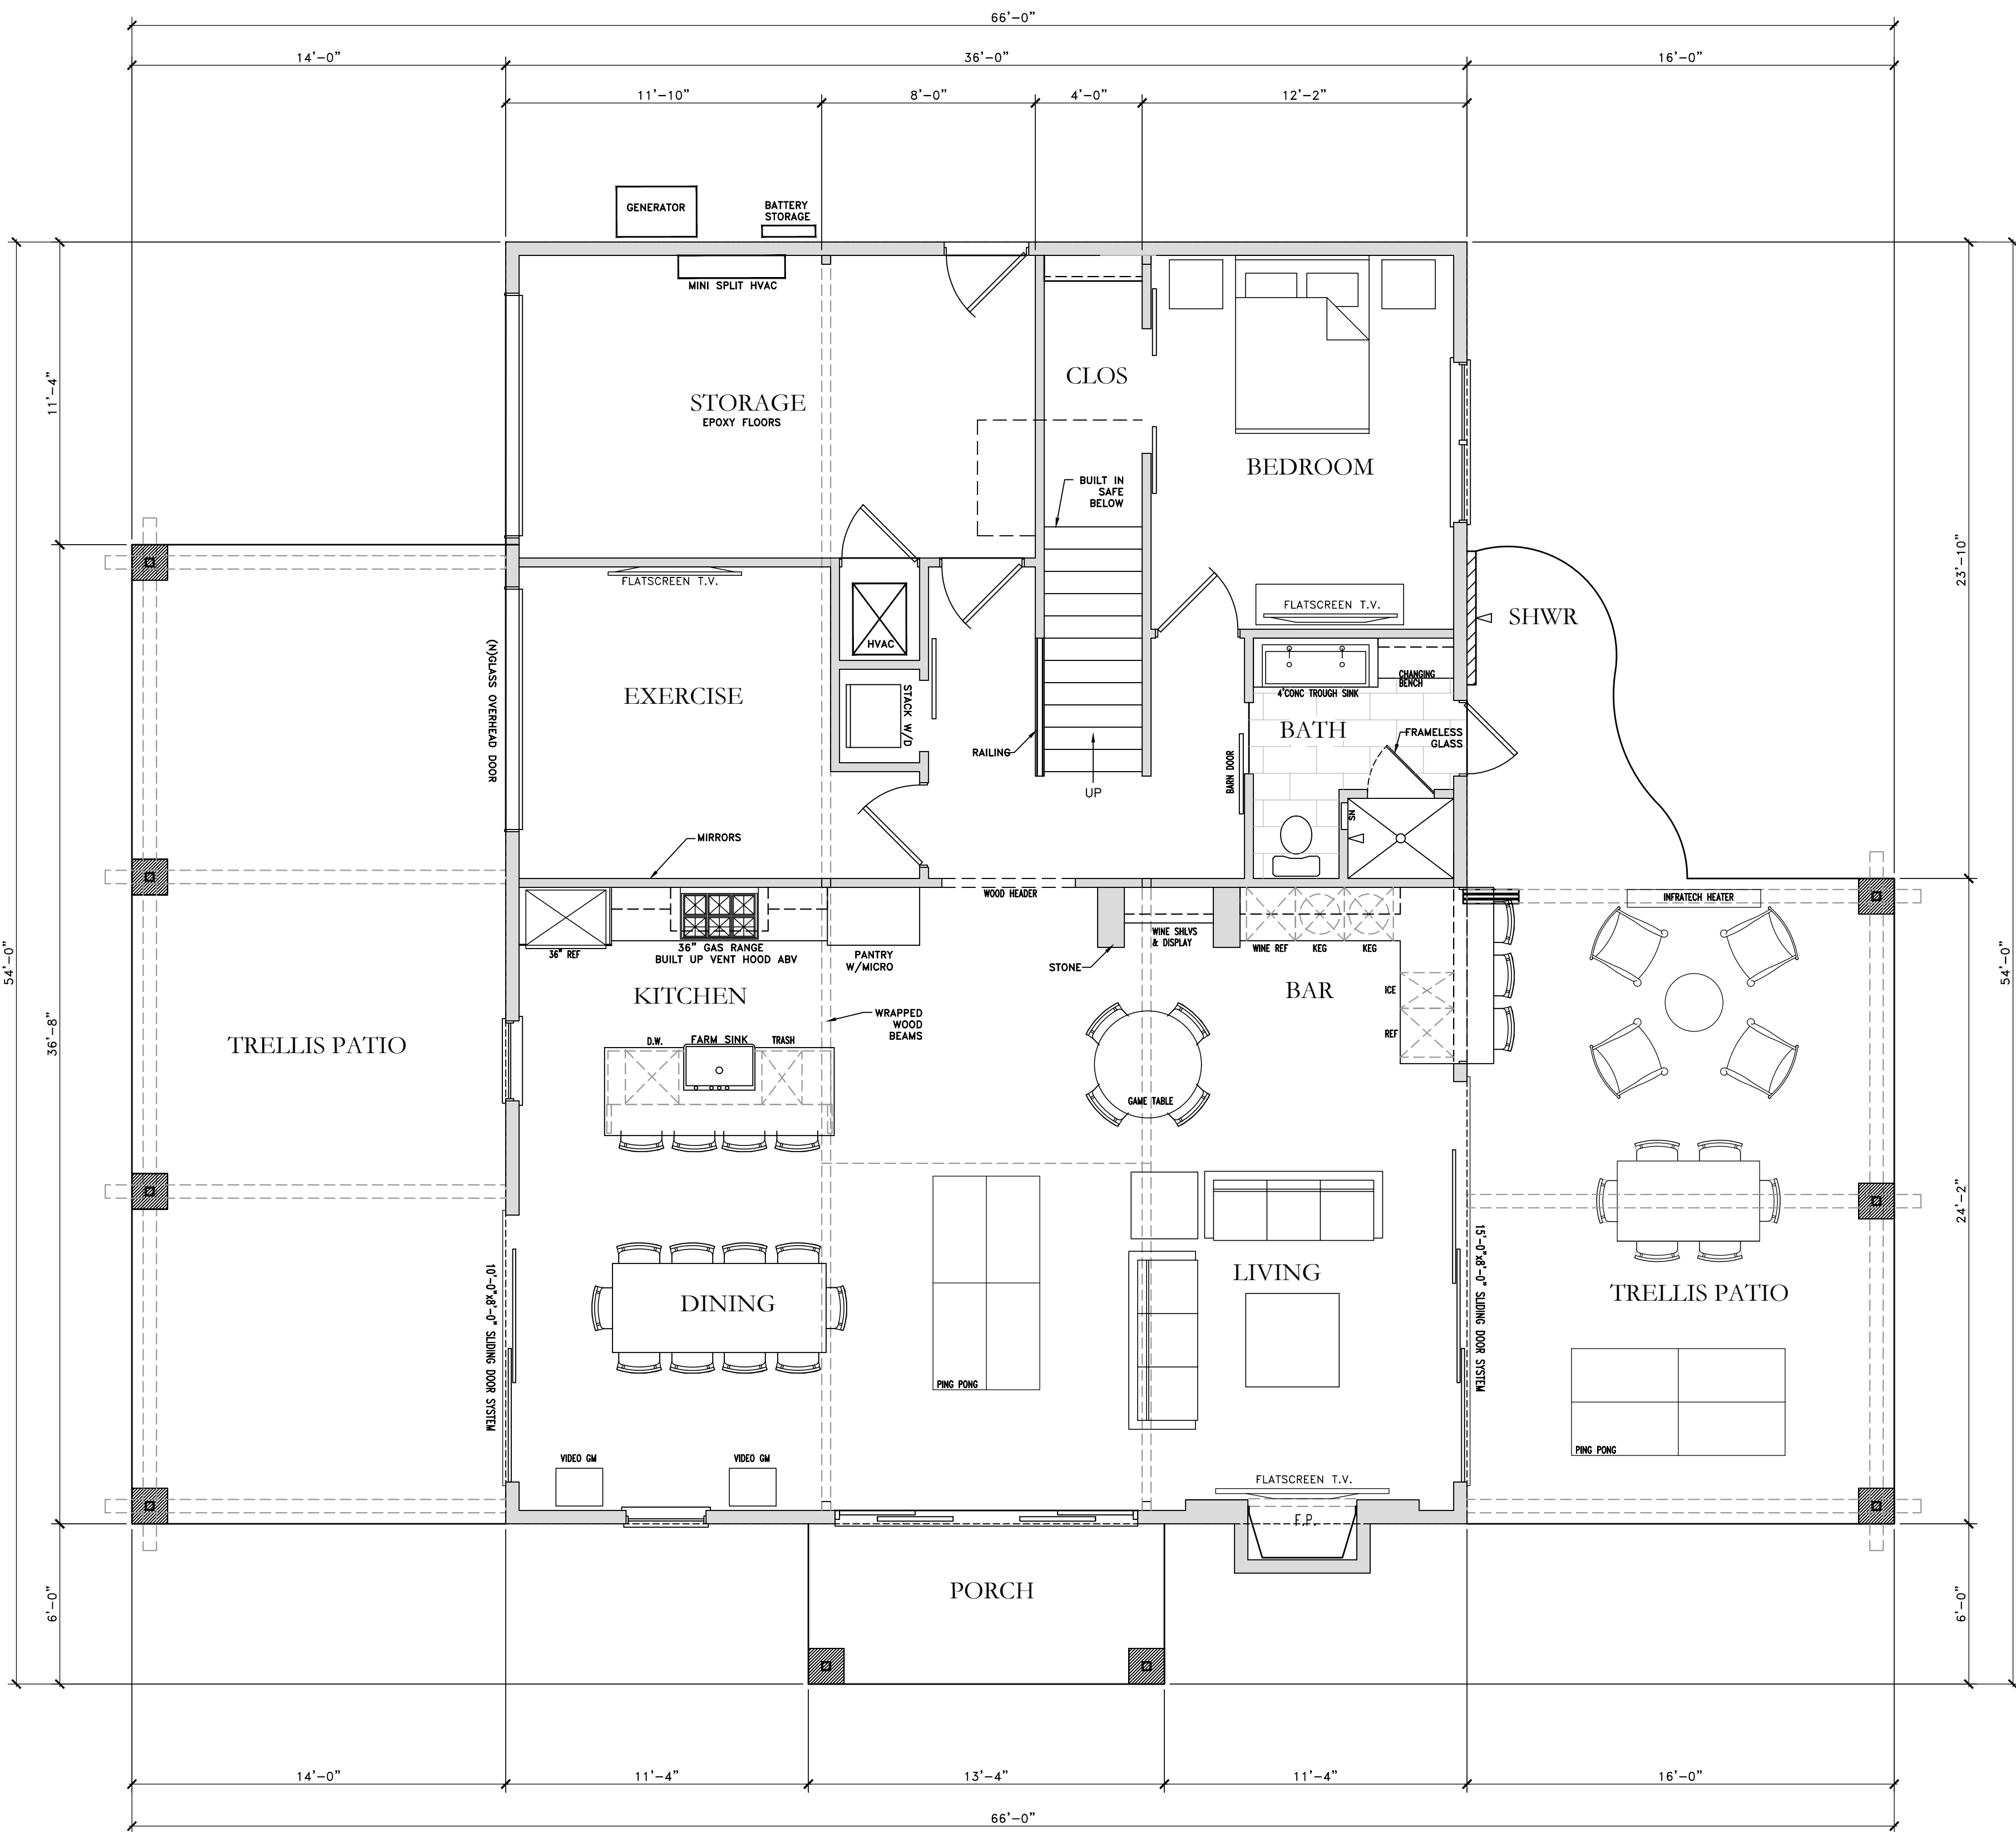 66'-0"
14'-0"
36'-0"
16'-0"
11'-10"
8'-0"
4'-0"
12'-2"
GENERATOR
BATTERY
STORAGE
MINI SPLIT HVAC
11'-4"
CLOS
STORAGE
EPOXY FLOORS
BEDROOM
BUILT IN
SAFE
BELOW
23'-10"
FLATSCREEN T.V.
FLATSCREEN T.V.
SHWR
HVAC
(N)GLASS OVERHEAD DOOR
EXERCISE
STACK W/D
CHANGING
BENCH
4'CONC TROUGH SINK
BATH
FRAMELESS
GLASS
RAILING
BARN DOOR
UP
SN
MIRRORS
WOOD HEADER
INFRATECH HEATER
36" REF
36" GAS RANGE
BUILT UP VENT HOOD ABV
PANTRY
W/MICRO
WINE SHLVS
& DISPLAY
WINE REF
KEG
KEG
STONE
54'-0"
54'-0"
KITCHEN
BAR
ICE
REF
WRAPPED
WOOD
BEAMS
36'-8"
TRELLIS PATIO
D.W.
FARM SINK
TRASH
GAME TABLE
24'-2"
10'-0"x8'-0" SLIDING DOOR SYSTEM
15'-0"x8'-0" SLIDING DOOR SYSTEM
LIVING
DINING
TRELLIS PATIO
PING PONG
PING PONG
VIDEO GM
VIDEO GM
FLATSCREEN T.V.
F.P.
PORCH
6'-0"
6'-0"
14'-0"
11'-4"
13'-4"
11'-4"
16'-0"
66'-0"